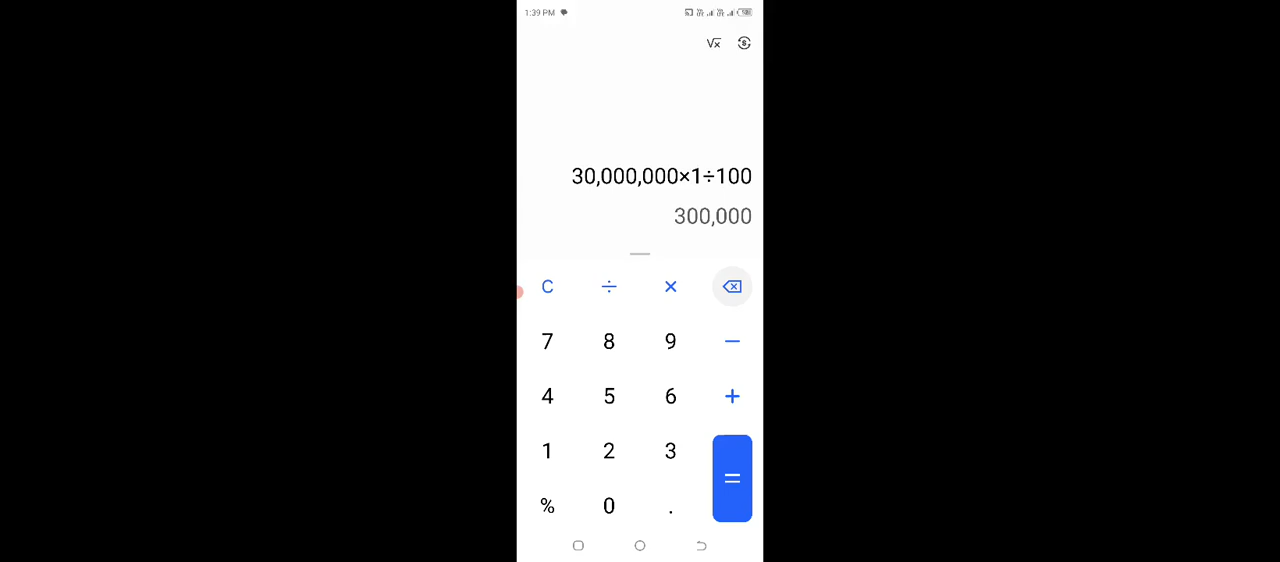 1:39 PM
√x
30,000,000×1÷100
300,000
C ÷ ×
7 8 9 −
4 5 6 +
1 2 3 =
% 0 .